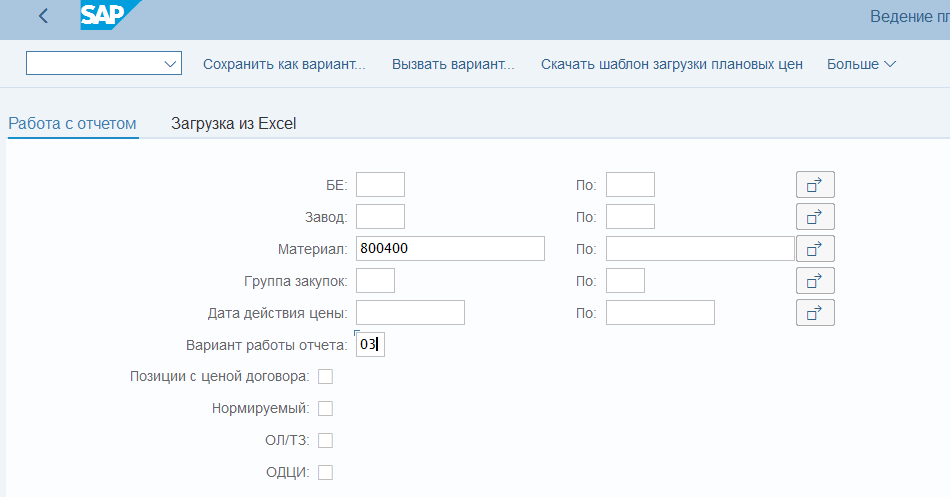 SAP
Ведение пл
Сохранить как вариант... Вызвать вариант... Скачать шаблон загрузки плановых цен Больше
Работа с отчетом Загрузка из Excel
БЕ: По:
Завод: По:
Материал: 800400 По:
Группа закупок: По:
Дата действия цены: По:
Вариант работы отчета: 03
Позиции с ценой договора:
Нормируемый:
ОЛ/ТЗ:
ОДЦИ: